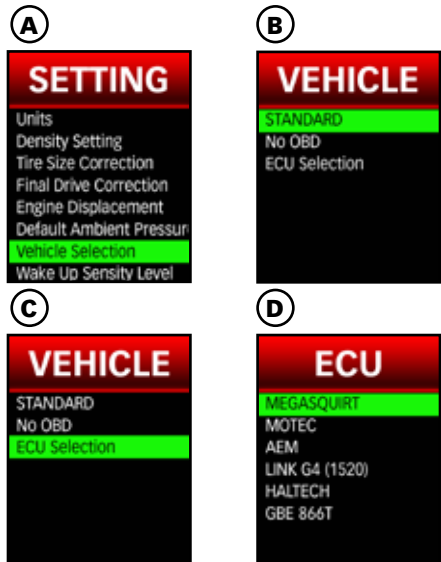 A
SETTING
Units
Density Setting
Tire Size Correction
Final Drive Correction
Engine Displacement
Default Ambient Pressur
Vehicle Selection
Wake Up Sensity Level
B
VEHICLE
STANDARD
No OBD
ECU Selection
C
VEHICLE
STANDARD
No OBD
ECU Selection
D
ECU
MEGASQUIRT
MOTEC
AEM
LINK G4 (1520)
HALTECH
GBE 866T